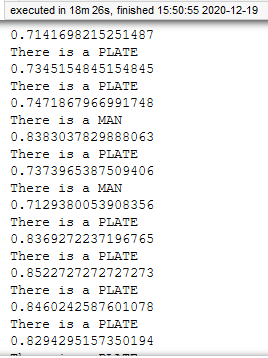 executed in 18m 26s, finished 15:50:55 2020-12-19
0.7141698215251487
There is a PLATE
0.7345154845154845
There is a PLATE
0.7471867966991748
There is a MAN
0.8383037829888063
There is a PLATE
0.7373965387509406
There is a MAN
0.7129380053908356
There is a PLATE
0.8369272237196765
There is a PLATE
0.8522727272727273
There is a PLATE
0.8460242587601078
There is a PLATE
0.8294295157350194
There is a PLATE